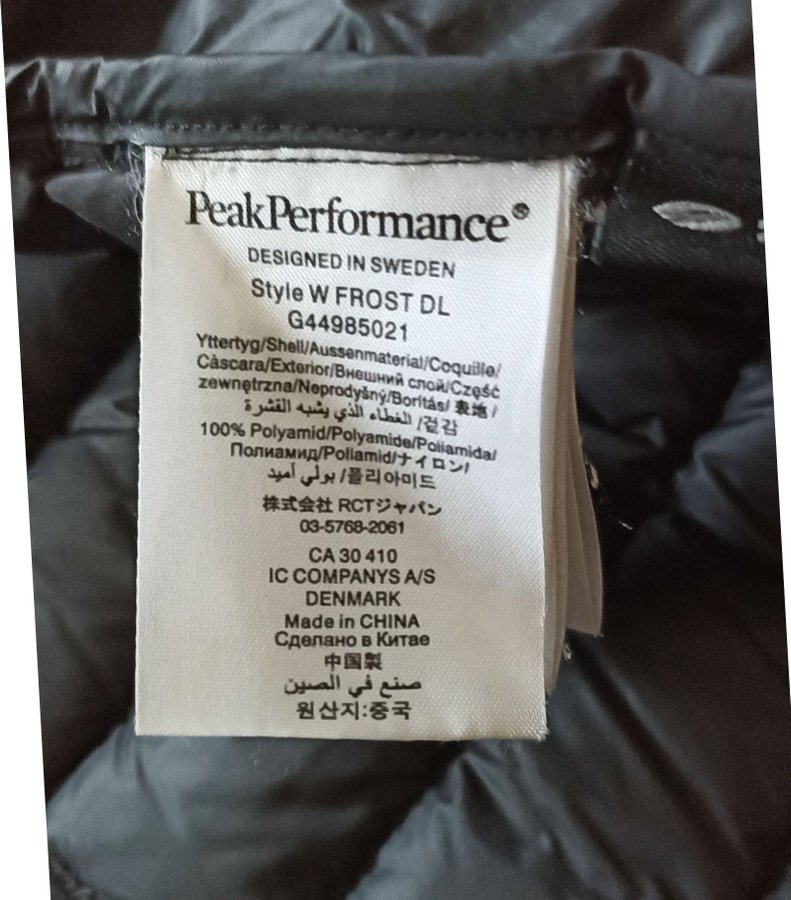 PeakPerformance®
DESIGNED IN SWEDEN
Style W FROST DL
G44985021
Yttertyg/Shell/Aussenmaterial/Coquille/
Càscara/Exterior/Внешний слой/Część
zewnętrzna/Neprodyšný/Borítás/ 表地 /
الغطاء الذي يشبه القشرة /겉감
100% Polyamid/Polyamide/Poliamida/
Полиамид/Poliamid/ナイロン/
بولي أميد /폴리아미드
株式会社 RCTジャパン
03-5768-2061
CA 30 410
IC COMPANYS A/S
DENMARK
Made in CHINA
Сделано в Китае
中国製
صنع في الصين
원산지:중국